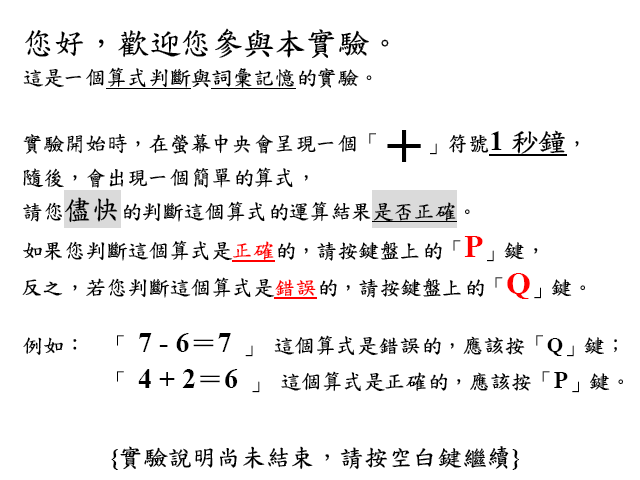 您好，歡迎您參與本實驗。
這是一個算式判斷與詞彙記憶的實驗。
實驗開始時，在螢幕中央會呈現一個「＋」符號1 秒鐘，
隨後，會出現一個簡單的算式，
請您儘快的判斷這個算式的運算結果是否正確。
如果您判斷這個算式是正確的，請按鍵盤上的「P」鍵，
反之，若您判斷這個算式是錯誤的，請按鍵盤上的「Q」鍵。
例如： 「 7 - 6＝7 」 這個算式是錯誤的，應該按「Q」鍵；
「 4 + 2＝6 」 這個算式是正確的，應該按「P」鍵。
{實驗說明尚未結束，請按空白鍵繼續}